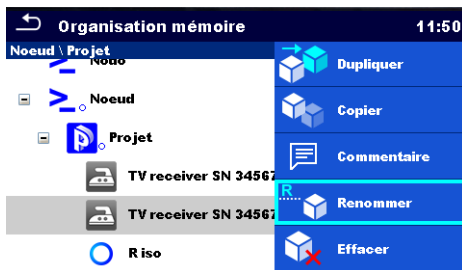 Organisation mémoire 11:50
Noeud \ Projet
Dupliquer
Noeud
Copier
Projet
Commentaire
TV receiver SN 34567
R
Renommer
TV receiver SN 34567
R iso
Effacer